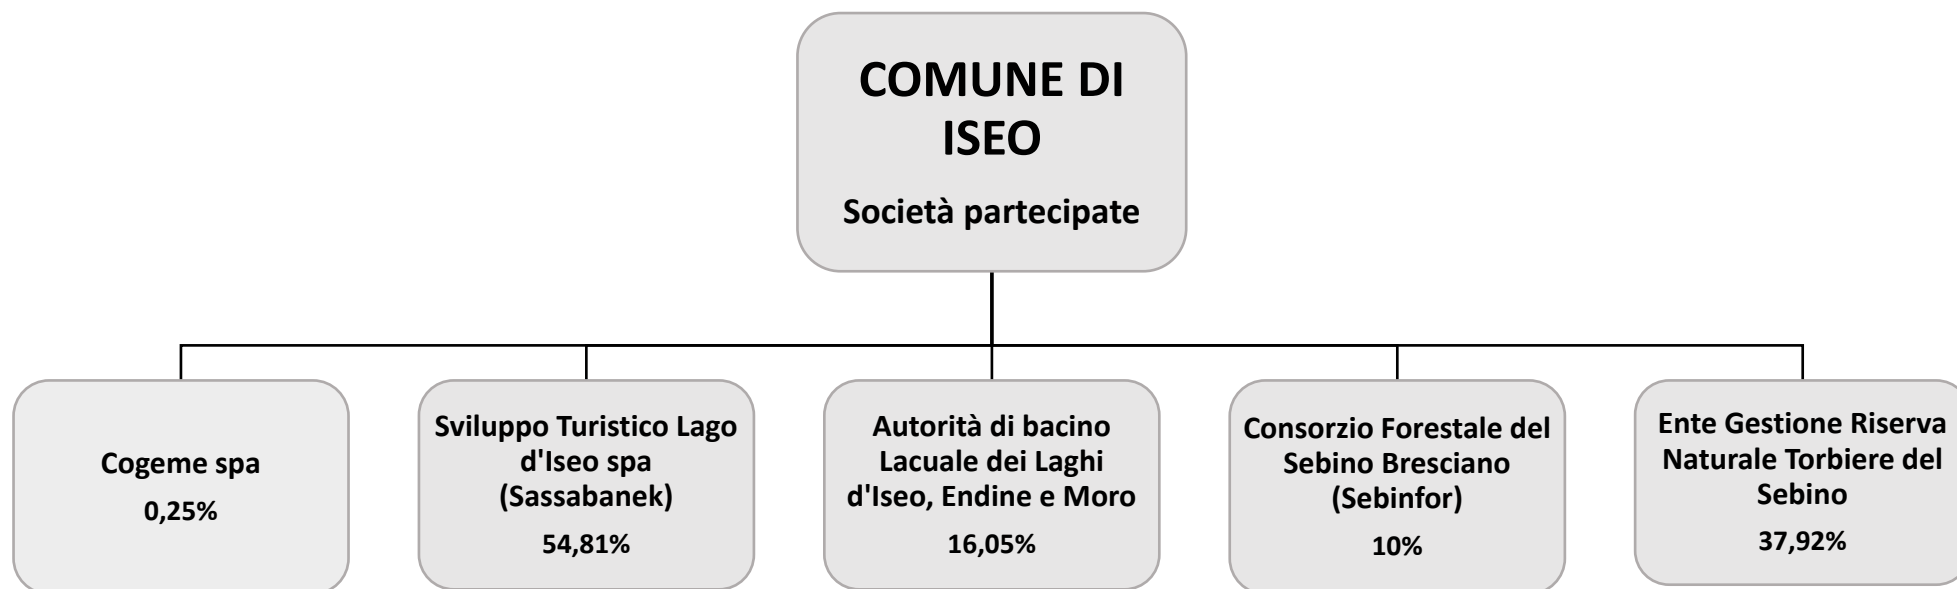 COMUNE DI
ISEO
Società partecipate
Cogeme spa
0,25%
Sviluppo Turistico Lago
d'Iseo spa
(Sassabanek)
54,81%
Autorità di bacino
Lacuale dei Laghi
d'Iseo, Endine e Moro
16,05%
Consorzio Forestale del
Sebino Bresciano
(Sebinfor)
10%
Ente Gestione Riserva
Naturale Torbiere del
Sebino
37,92%